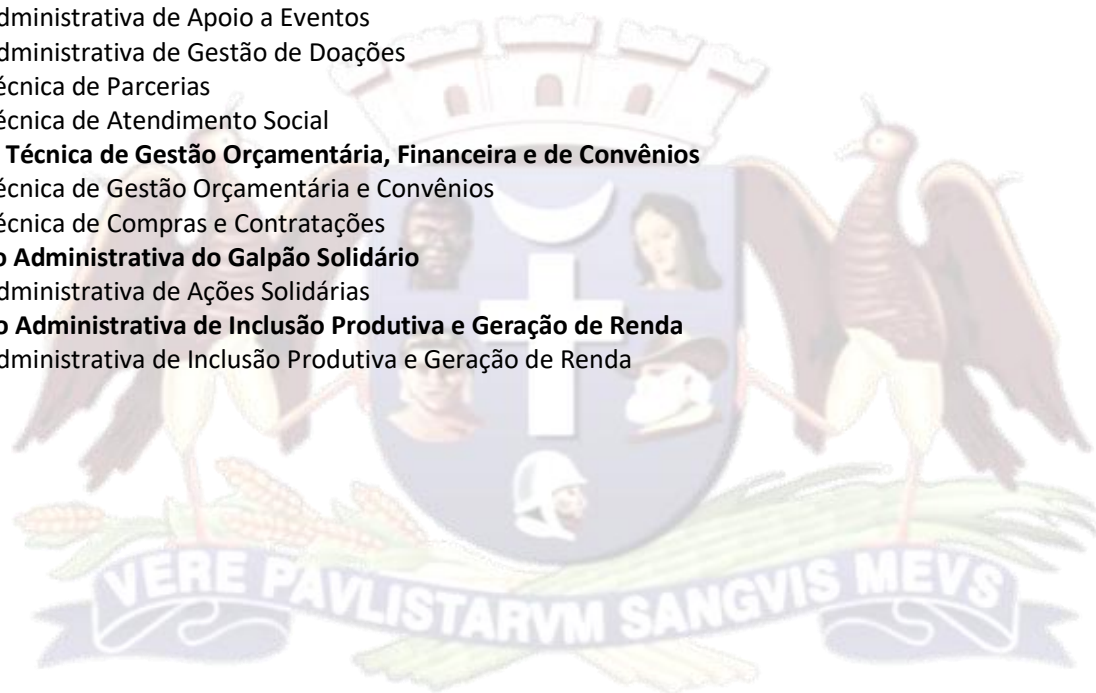 dministrativa de Apoio a Eventos
dministrativa de Gestão de Doações
écnica de Parcerias
écnica de Atendimento Social
Técnica de Gestão Orçamentária, Financeira e de Convênios
écnica de Gestão Orçamentária e Convênios
écnica de Compras e Contratações
o Administrativa do Galpão Solidário
dministrativa de Ações Solidárias
o Administrativa de Inclusão Produtiva e Geração de Renda
dministrativa de Inclusão Produtiva e Geração de Renda
VERE PAVLISTARVM SANGVIS MEVS